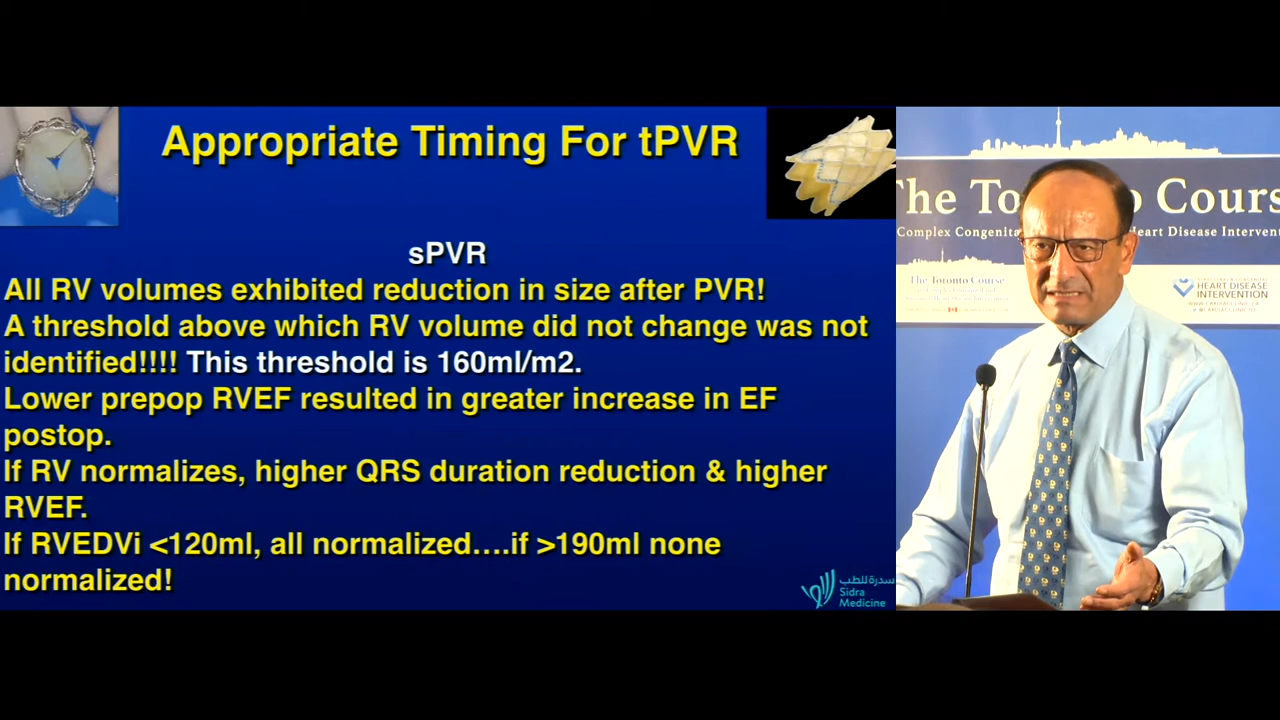 Appropriate Timing For tPVR
sPVR
All RV volumes exhibited reduction in size after PVR!
A threshold above which RV volume did not change was not
identified!!!! This threshold is 160ml/m2.
Lower prepop RVEF resulted in greater increase in EF
postop.
If RV normalizes, higher QRS duration reduction & higher
RVEF.
If RVEDVi <120ml, all normalized....if >190ml none
normalized!
سدرة للطب
Sidra
Medicine
The To o Cours
Complex Congenita Heart Disease Interven
The Toronto Course
HEART DISEASE
INTERVENTION